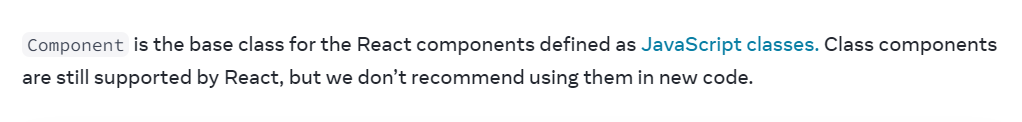 Component is the base class for the React components defined as JavaScript classes. Class components
are still supported by React, but we don’t recommend using them in new code.